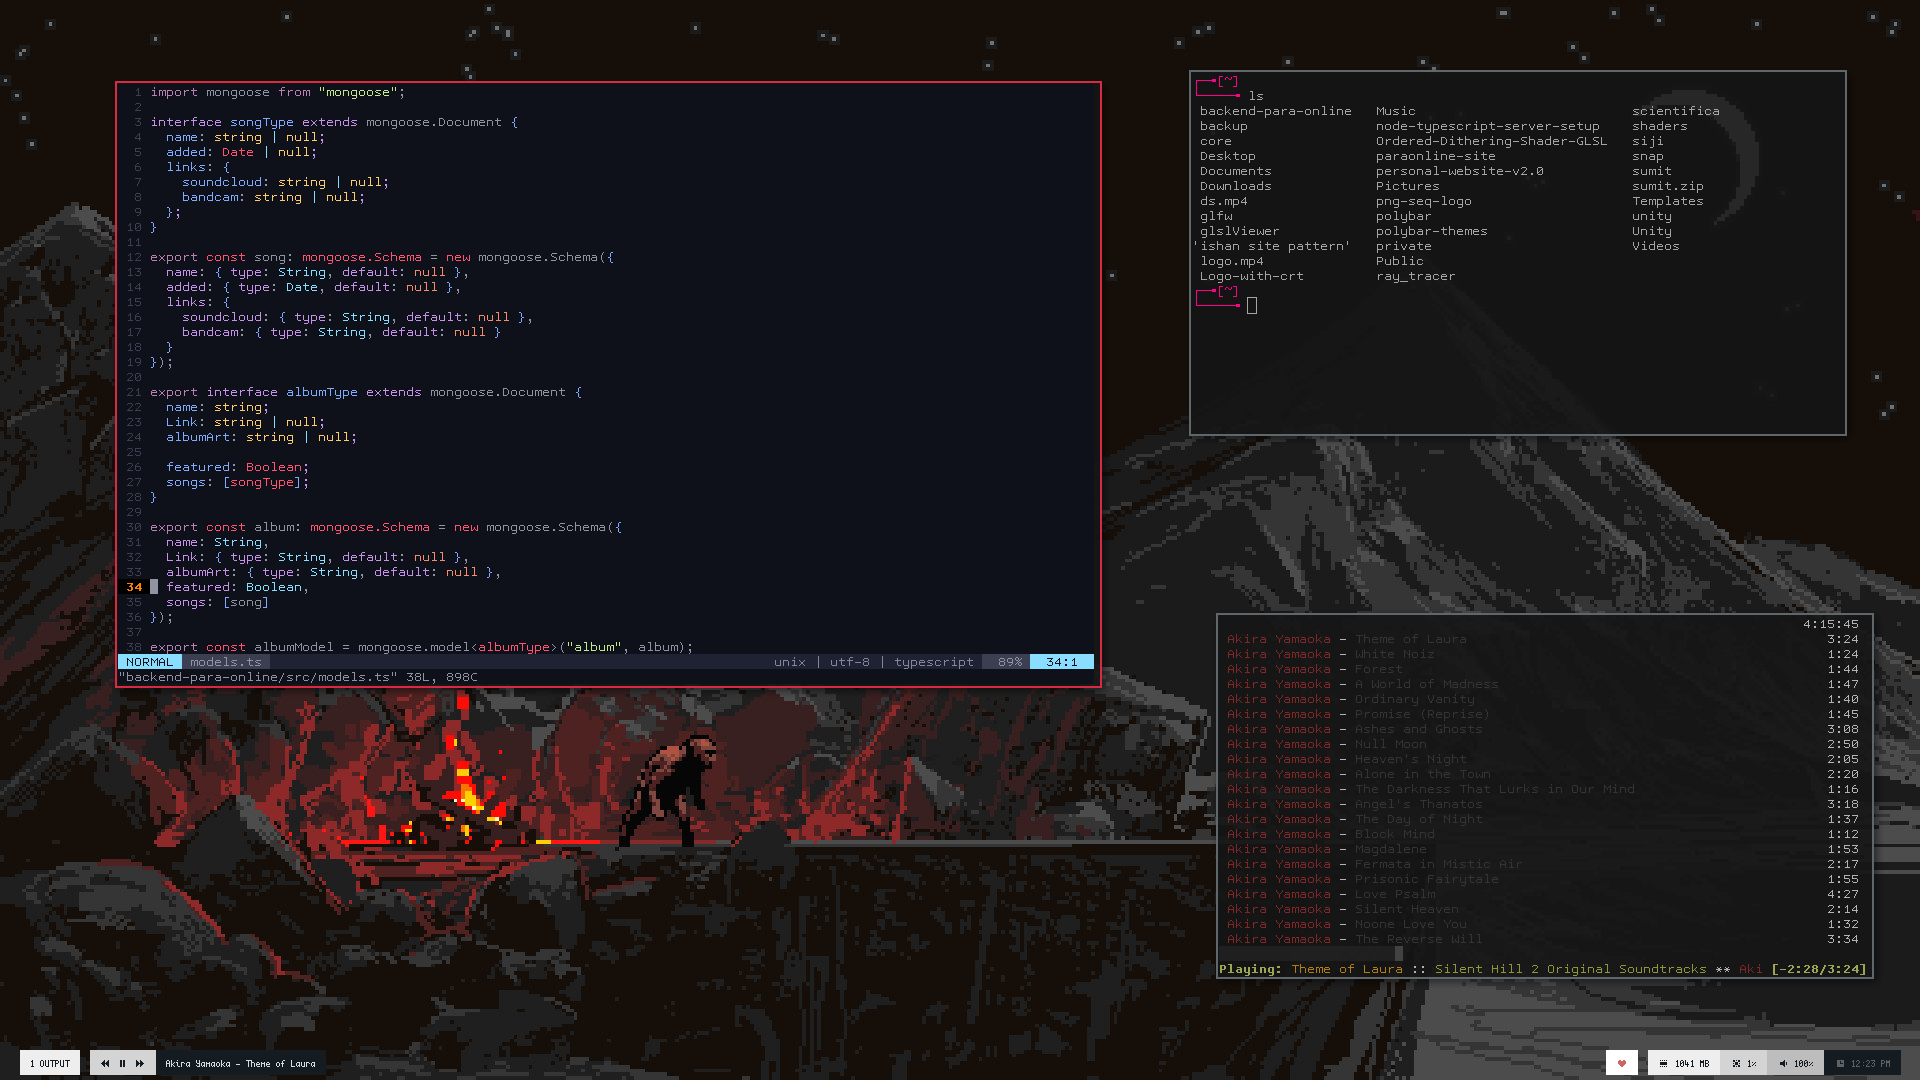 1 import mongoose from "mongoose";
2
3 interface songType extends mongoose.Document {
4   name: string | null;
5   added: Date | null;
6   links: {
7     soundcloud: string | null;
8     bandcam: string | null;
9   };
10 }
11
12 export const song: mongoose.Schema = new mongoose.Schema({
13   name: { type: String, default: null },
14   added: { type: Date, default: null },
15   links: {
16     soundcloud: { type: String, default: null },
17     bandcam: { type: String, default: null }
18   }
19 });
20
21 export interface albumType extends mongoose.Document {
22   name: string;
23   Link: string | null;
24   albumArt: string | null;
25
26   featured: Boolean;
27   songs: [songType];
28 }
29
30 export const album: mongoose.Schema = new mongoose.Schema({
31   name: String,
32   Link: { type: String, default: null },
33   albumArt: { type: String, default: null },
34   featured: Boolean,
35   songs: [song]
36 });
37
38 export const albumModel = mongoose.model<albumType>("album", album);
NORMAL models.ts unix | utf-8 | typescript 89% 34:1
"backend-para-online/src/models.ts" 38L, 898C
[~]
ls
backend-para-online Music scientifica
backup node-typescript-server-setup shaders
core Ordered-Dithering-Shader-GLSL siji
Desktop paraonline-site snap
Documents personal-website-v2.0 sumit
Downloads Pictures sumit.zip
ds.mp4 png-seq-logo Templates
glfw polybar unity
glslViewer polybar-themes Unity
'ishan site pattern' private Videos
logo.mp4 Public
Logo-with-crt ray_tracer
[~]
4:15:45
Akira Yamaoka - Theme of Laura 3:24
Akira Yamaoka - White Noiz 1:24
Akira Yamaoka - Forest 1:44
Akira Yamaoka - A World of Madness 1:47
Akira Yamaoka - Ordinary Vanity 1:40
Akira Yamaoka - Promise (Reprise) 1:45
Akira Yamaoka - Ashes and Ghosts 3:08
Akira Yamaoka - Null Moon 2:50
Akira Yamaoka - Heaven's Night 2:05
Akira Yamaoka - Alone in the Town 2:20
Akira Yamaoka - The Darkness That Lurks in Our Mind 1:16
Akira Yamaoka - Angel's Thanatos 3:18
Akira Yamaoka - The Day of Night 1:37
Akira Yamaoka - Block Mind 1:12
Akira Yamaoka - Magdalene 1:53
Akira Yamaoka - Fermata in Mistic Air 2:17
Akira Yamaoka - Prisonic Fairytale 1:55
Akira Yamaoka - Love Psalm 4:27
Akira Yamaoka - Silent Heaven 2:14
Akira Yamaoka - Noone Love You 1:32
Akira Yamaoka - The Reverse Will 3:34
Playing: Theme of Laura :: Silent Hill 2 Original Soundtracks ** Aki [-2:28/3:24]
1 OUTPUT Akira Yamaoka - Theme of Laura 1041 MB 1% 100% 12:23 PM